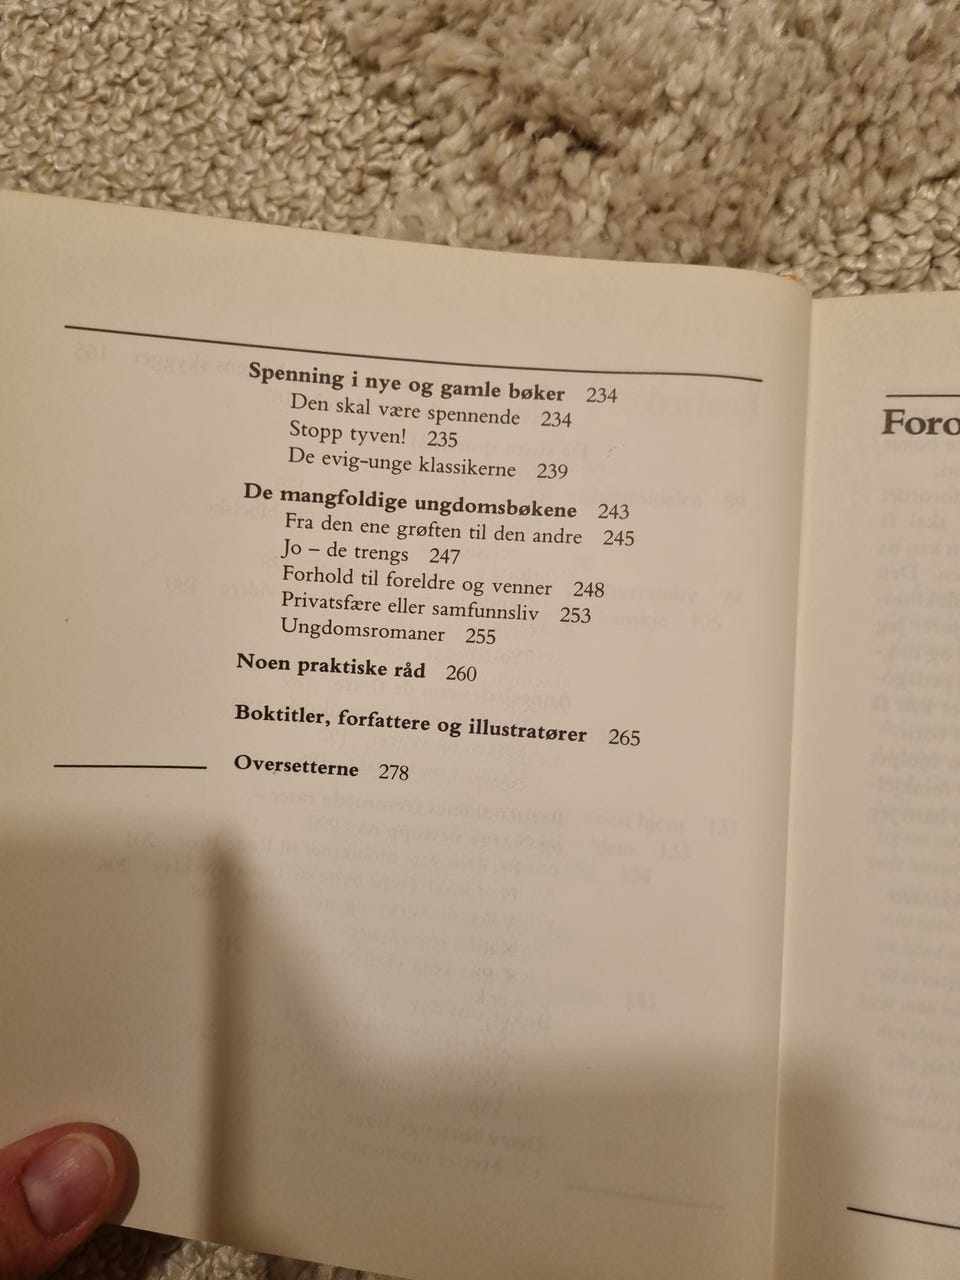 Spenning i nye og gamle bøker 234
Den skal være spennende 234
Stopp tyven! 235
De evig-unge klassikerne 239
De mangfoldige ungdomsbøkene 243
Fra den ene grøften til den andre 245
Jo – de trengs 247
Forhold til foreldre og venner 248
Privatsfære eller samfunnsliv 253
Ungdomsromaner 255
Noen praktiske råd 260
Boktitler, forfattere og illustratører 265
Oversetterne 278
Foro